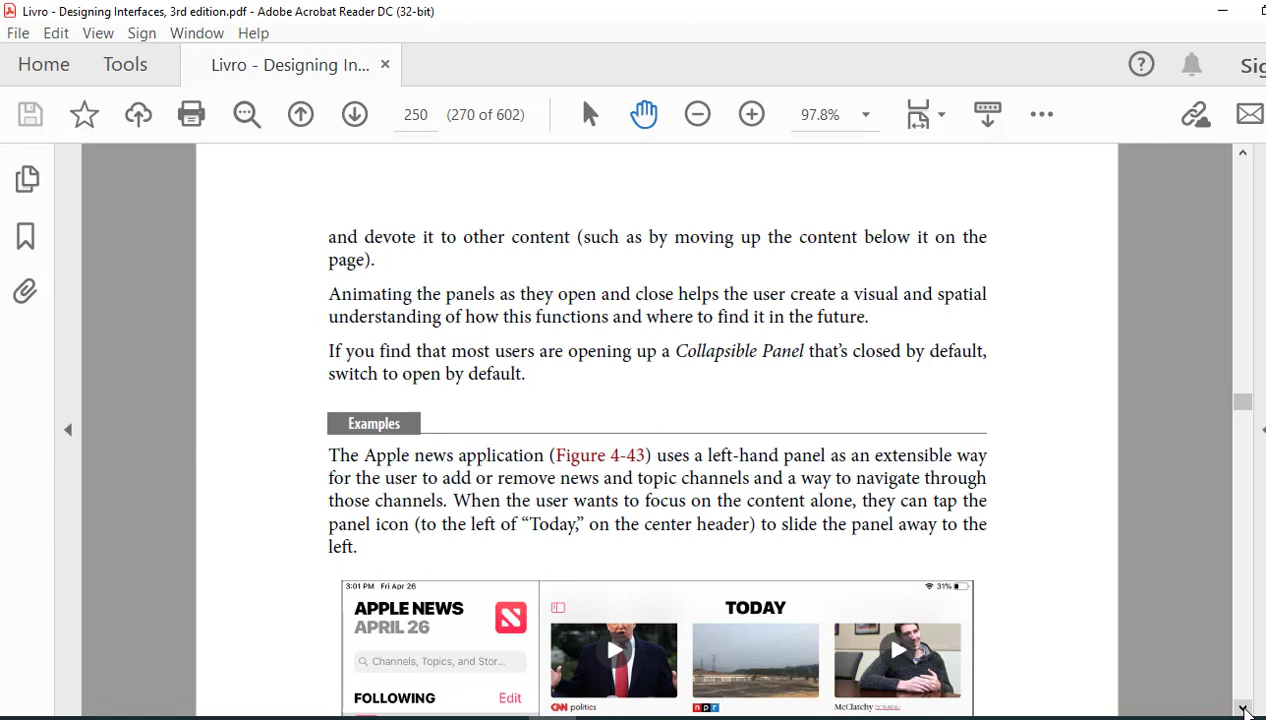 Livro - Designing Interfaces, 3rd edition.pdf - Adobe Acrobat Reader DC (32-bit)
File Edit View Sign Window Help
Home Tools Livro - Designing In... ×
250 (270 of 602) 97.8%
and devote it to other content (such as by moving up the content below it on the
page).
Animating the panels as they open and close helps the user create a visual and spatial
understanding of how this functions and where to find it in the future.
If you find that most users are opening up a Collapsible Panel that's closed by default,
switch to open by default.
Examples
The Apple news application (Figure 4-43) uses a left-hand panel as an extensible way
for the user to add or remove news and topic channels and a way to navigate through
those channels. When the user wants to focus on the content alone, they can tap the
panel icon (to the left of “Today,” on the center header) to slide the panel away to the
left.
3:01 PM Fri Apr 26 31%
APPLE NEWS
APRIL 26
TODAY
Channels, Topics, and Stor...
FOLLOWING Edit
CNN politics npr McClatchy DC BUREAU